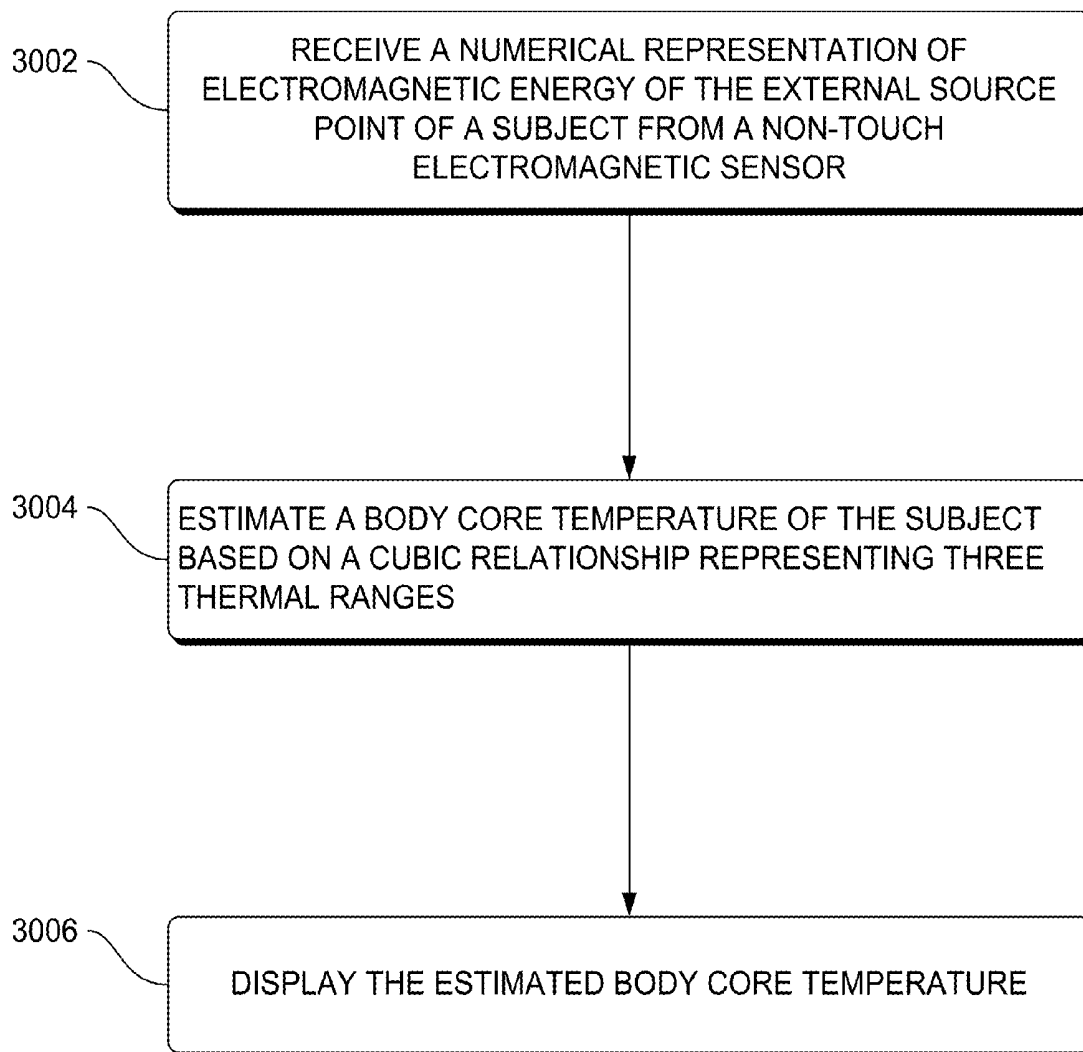 3002
RECEIVE A NUMERICAL REPRESENTATION OF
ELECTROMAGNETIC ENERGY OF THE EXTERNAL SOURCE
POINT OF A SUBJECT FROM A NON-TOUCH
ELECTROMAGNETIC SENSOR
3004
ESTIMATE A BODY CORE TEMPERATURE OF THE SUBJECT
BASED ON A CUBIC RELATIONSHIP REPRESENTING THREE
THERMAL RANGES
3006
DISPLAY THE ESTIMATED BODY CORE TEMPERATURE